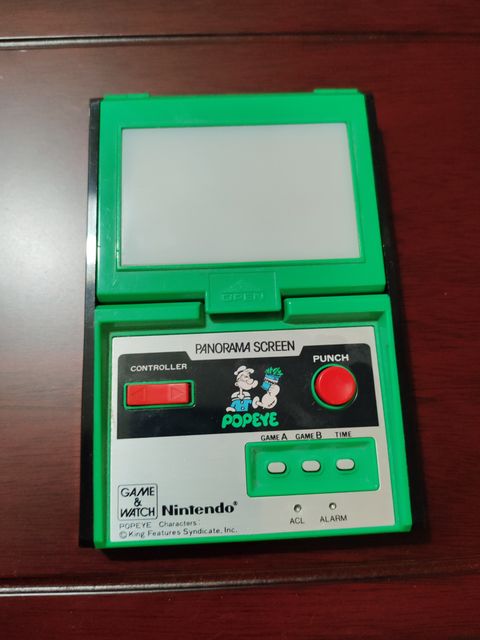 OPEN
PANORAMA SCREEN
CONTROLLER
PUNCH
POPEYE
GAME A GAME B TIME
GAME
&
WATCH
Nintendo®
POPEYE Characters:
© King Features Syndicate, Inc.
ACL ALARM